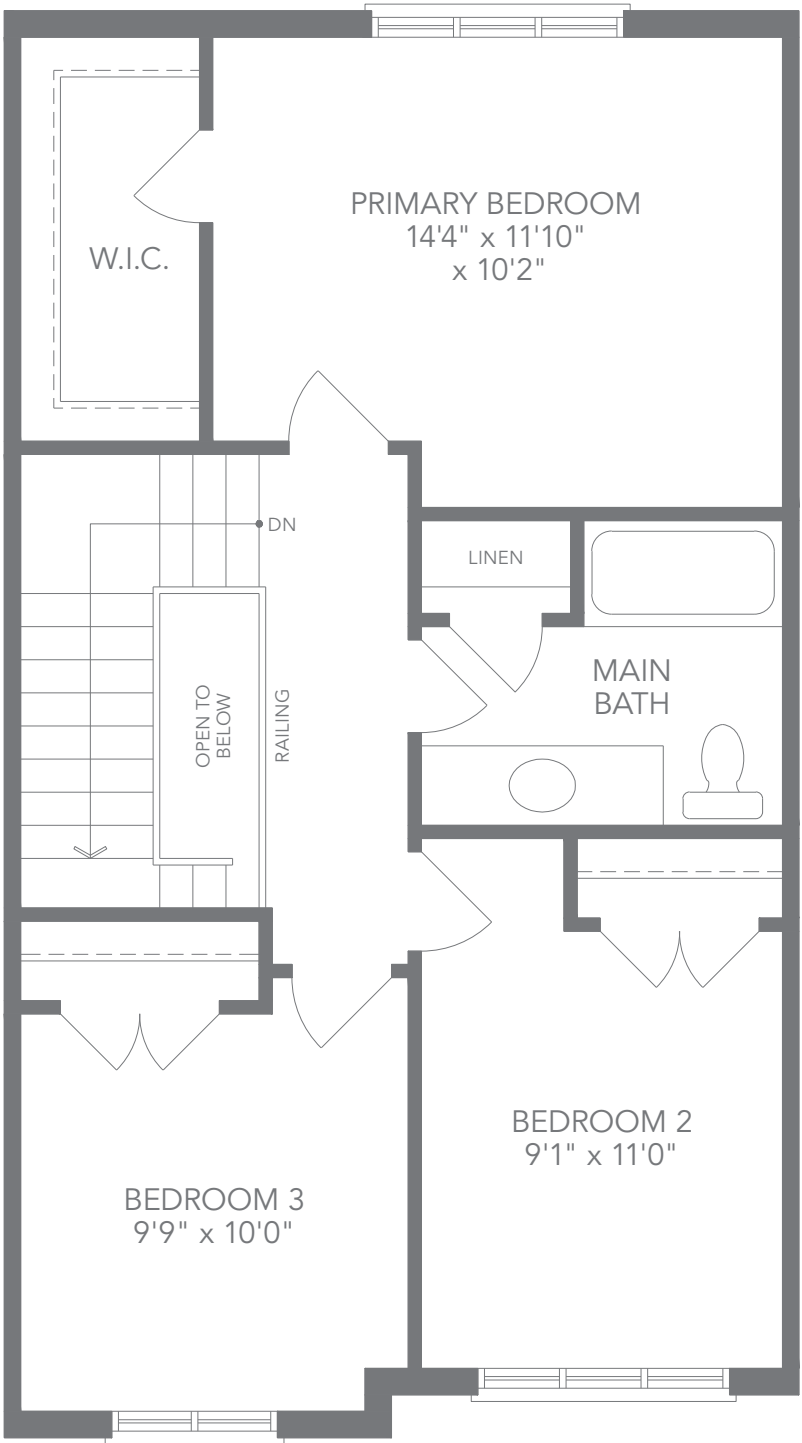 PRIMARY BEDROOM
14'4" x 11'10"
x 10'2"
W.I.C.
DN
LINEN
OPEN TO
BELOW
RAILING
MAIN
BATH
BEDROOM 2
9'1" x 11'0"
BEDROOM 3
9'9" x 10'0"